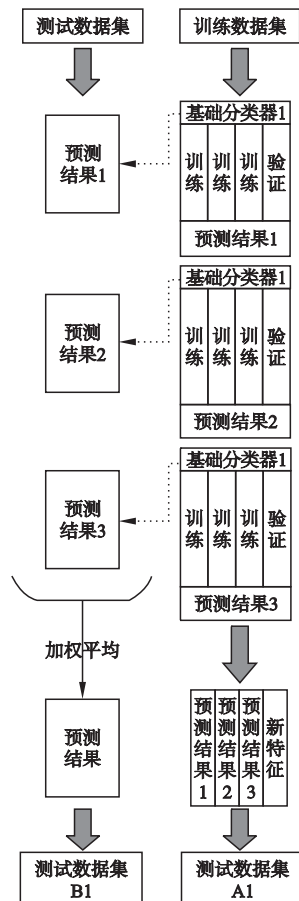 测试数据集
训练数据集
预测
结果1
基础分类器1
训练
训练
训练
验证
预测结果1
预测
结果2
基础分类器1
训练
训练
训练
验证
预测结果2
预测
结果3
基础分类器1
训练
训练
训练
验证
预测结果3
加权平均
预测
结果
预测结果1
预测结果2
预测结果3
新特征
测试数据集
B1
测试数据集
A1